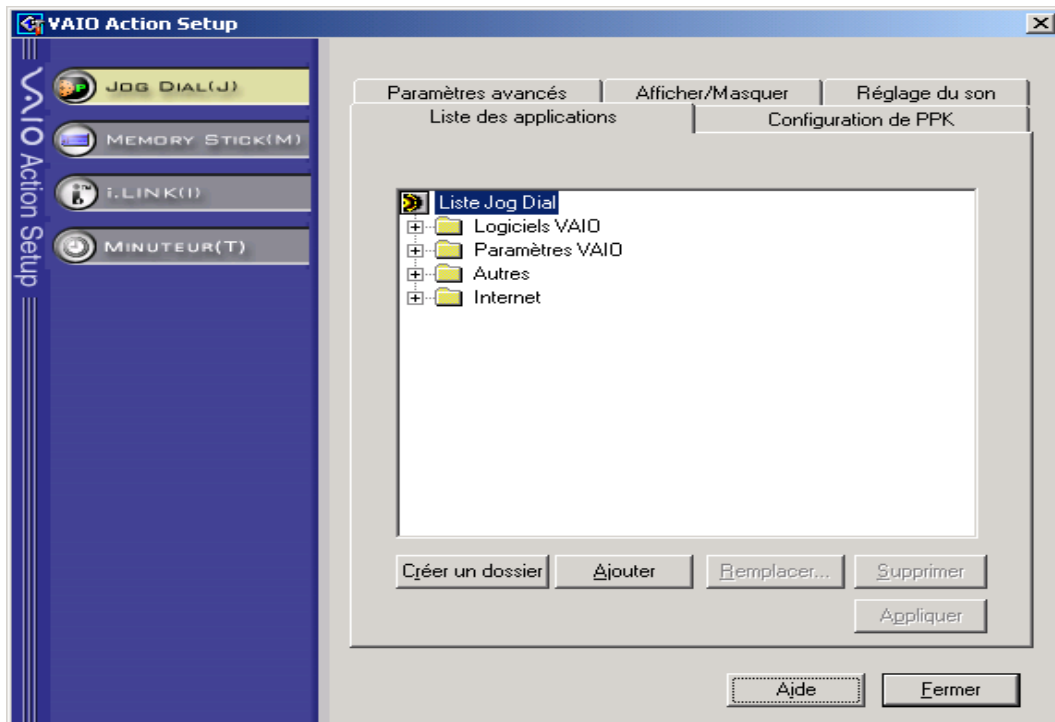 VAIO Action Setup
VAIO Action Setup
JOG DIAL(J)
MEMORY STICK(M)
i.LINK(I)
MINUTEUR(T)
Paramètres avancés
Afficher/Masquer
Réglage du son
Liste des applications
Configuration de PPK
Liste Jog Dial
Logiciels VAIO
Paramètres VAIO
Autres
Internet
Créer un dossier
Ajouter
Remplacer...
Supprimer
Appliquer
Aide
Fermer